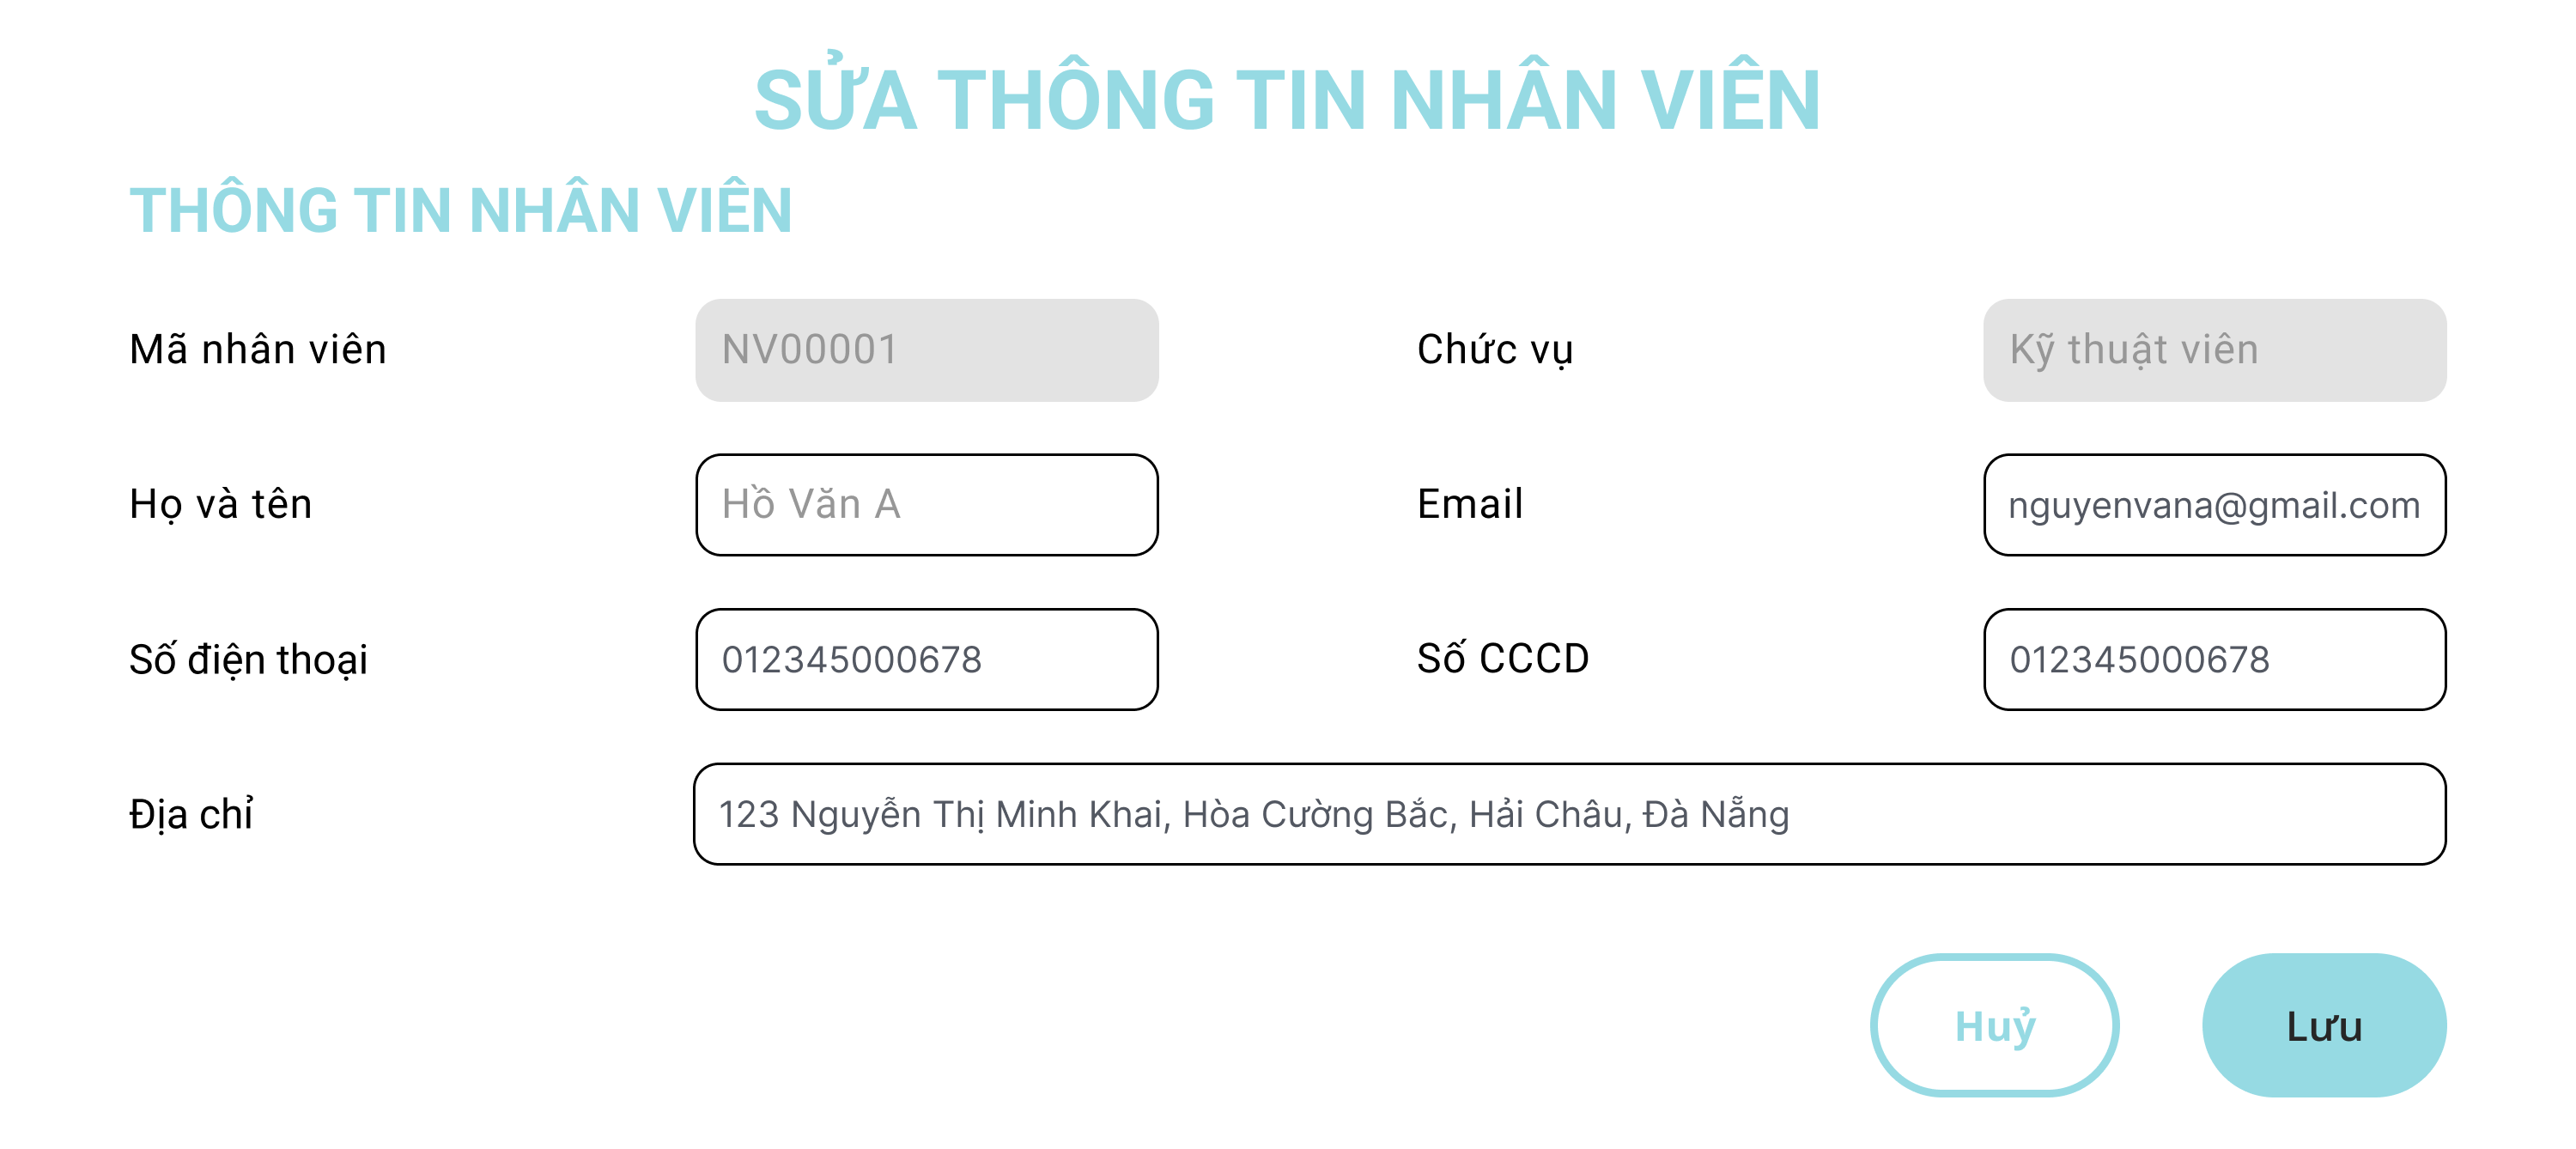 SỬA THÔNG TIN NHÂN VIÊN
THÔNG TIN NHÂN VIÊN
Mã nhân viên NV00001 Chức vụ Kỹ thuật viên
Họ và tên Hồ Văn A Email nguyenvana@gmail.com
Số điện thoại 012345000678 Số CCCD 012345000678
Địa chỉ 123 Nguyễn Thị Minh Khai, Hòa Cường Bắc, Hải Châu, Đà Nẵng
Huỷ Lưu